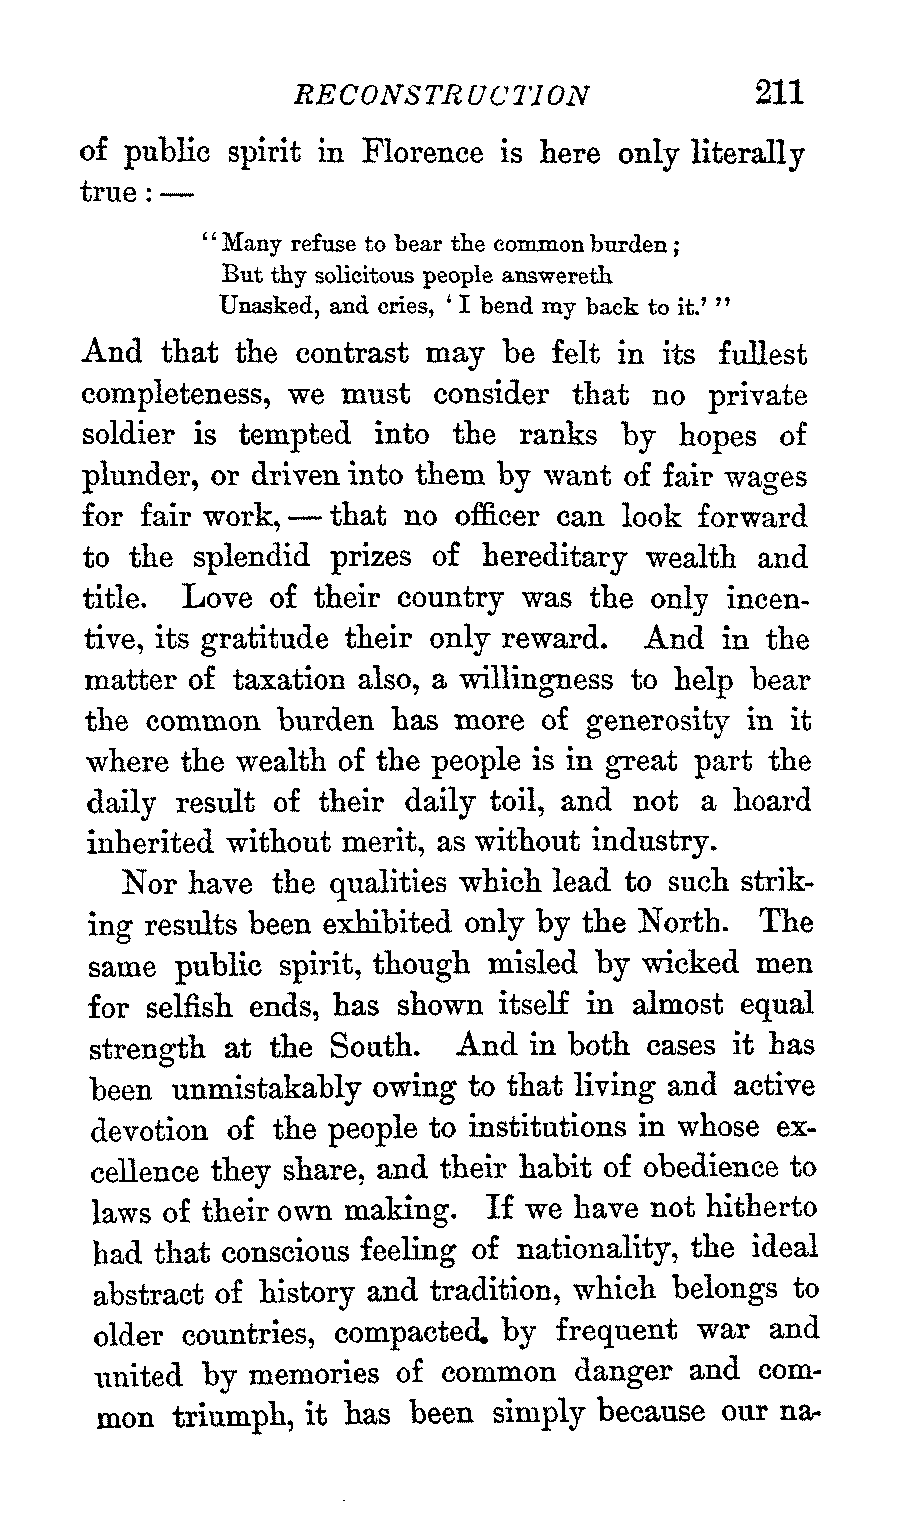 RECONSTRUCTION 211
of public spirit in Florence is here only literally
true : —
"Many refuse to bear the common burden;
But thy solicitous people answereth
Unasked, and cries, 'I bend my back to it.' "
And that the contrast may be felt in its fullest
completeness, we must consider that no private
soldier is tempted into the ranks by hopes of
plunder, or driven into them by want of fair wages
for fair work, — that no officer can look forward
to the splendid prizes of hereditary wealth and
title. Love of their country was the only incen-
tive, its gratitude their only reward. And in the
matter of taxation also, a willingness to help bear
the common burden has more of generosity in it
where the wealth of the people is in great part the
daily result of their daily toil, and not a hoard
inherited without merit, as without industry.
Nor have the qualities which lead to such strik-
ing results been exhibited only by the North. The
same public spirit, though misled by wicked men
for selfish ends, has shown itself in almost equal
strength at the South. And in both cases it has
been unmistakably owing to that living and active
devotion of the people to institutions in whose ex-
cellence they share, and their habit of obedience to
laws of their own making. If we have not hitherto
had that conscious feeling of nationality, the ideal
abstract of history and tradition, which belongs to
older countries, compacted. by frequent war and
united by memories of common danger and com-
mon triumph, it has been simply because our na-